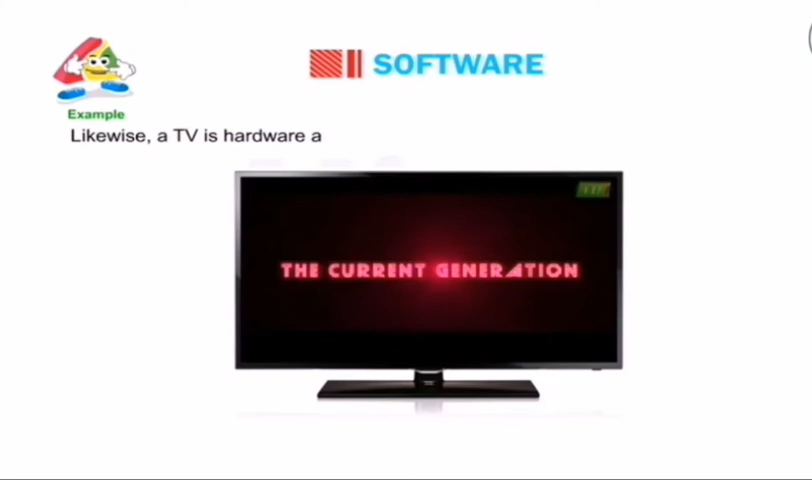 SOFTWARE
Example
Likewise, a TV is hardware a
THE CURRENT GENERATION